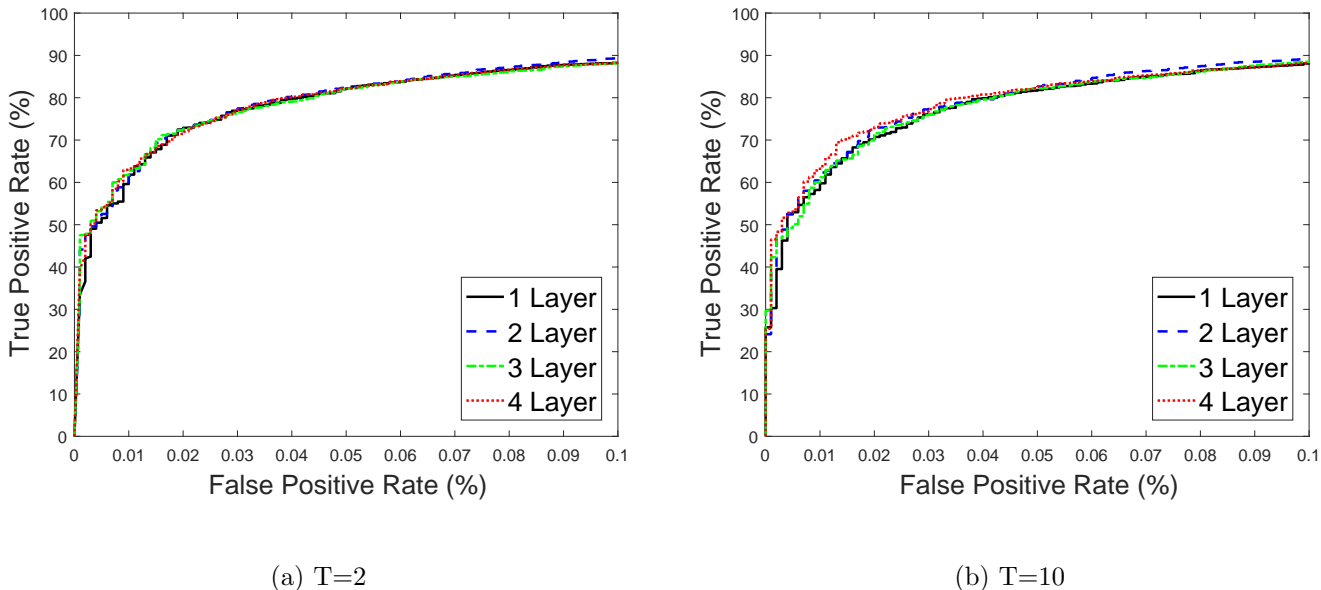 100
90
80
70
60
50
40
30
20
10
0
True Positive Rate (%)
0 0.01 0.02 0.03 0.04 0.05 0.06 0.07 0.08 0.09 0.1
False Positive Rate (%)
1 Layer
2 Layer
3 Layer
4 Layer
(a) T=2
100
90
80
70
60
50
40
30
20
10
0
True Positive Rate (%)
0 0.01 0.02 0.03 0.04 0.05 0.06 0.07 0.08 0.09 0.1
False Positive Rate (%)
1 Layer
2 Layer
3 Layer
4 Layer
(b) T=10